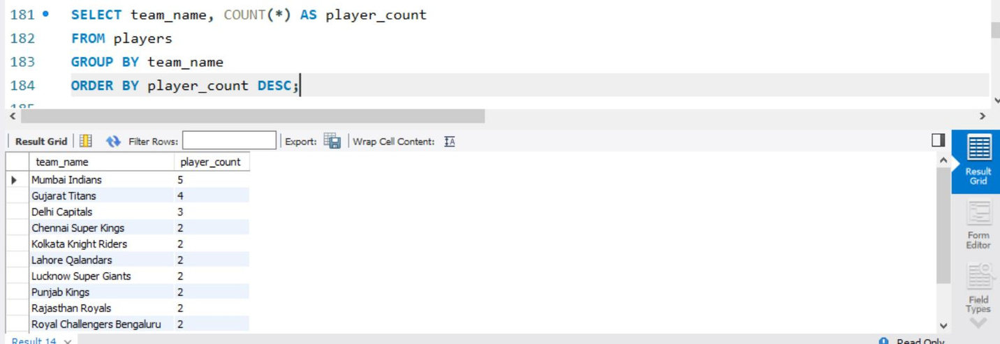 181 SELECT team_name, COUNT(*) AS player_count
182 FROM players
183 GROUP BY team_name
184 ORDER BY player_count DESC;
185
Result Grid Filter Rows: Export: Wrap Cell Content: IA
team_name player_count
Mumbai Indians 5
Gujarat Titans 4
Delhi Capitals 3
Chennai Super Kings 2
Kolkata Knight Riders 2
Lahore Qalandars 2
Lucknow Super Giants 2
Punjab Kings 2
Rajasthan Royals 2
Royal Challengers Bengaluru 2
Result
Grid
Form
Editor
Field
Types
Result 14 Read Only